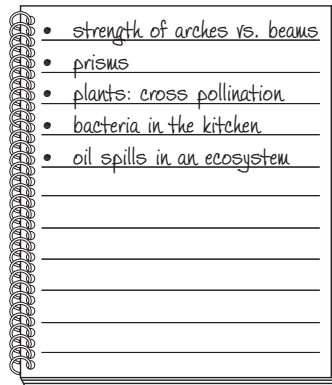 • strength of arches vs. beams
• prisms
• plants: cross pollination
• bacteria in the kitchen
• oil spills in an ecosystem